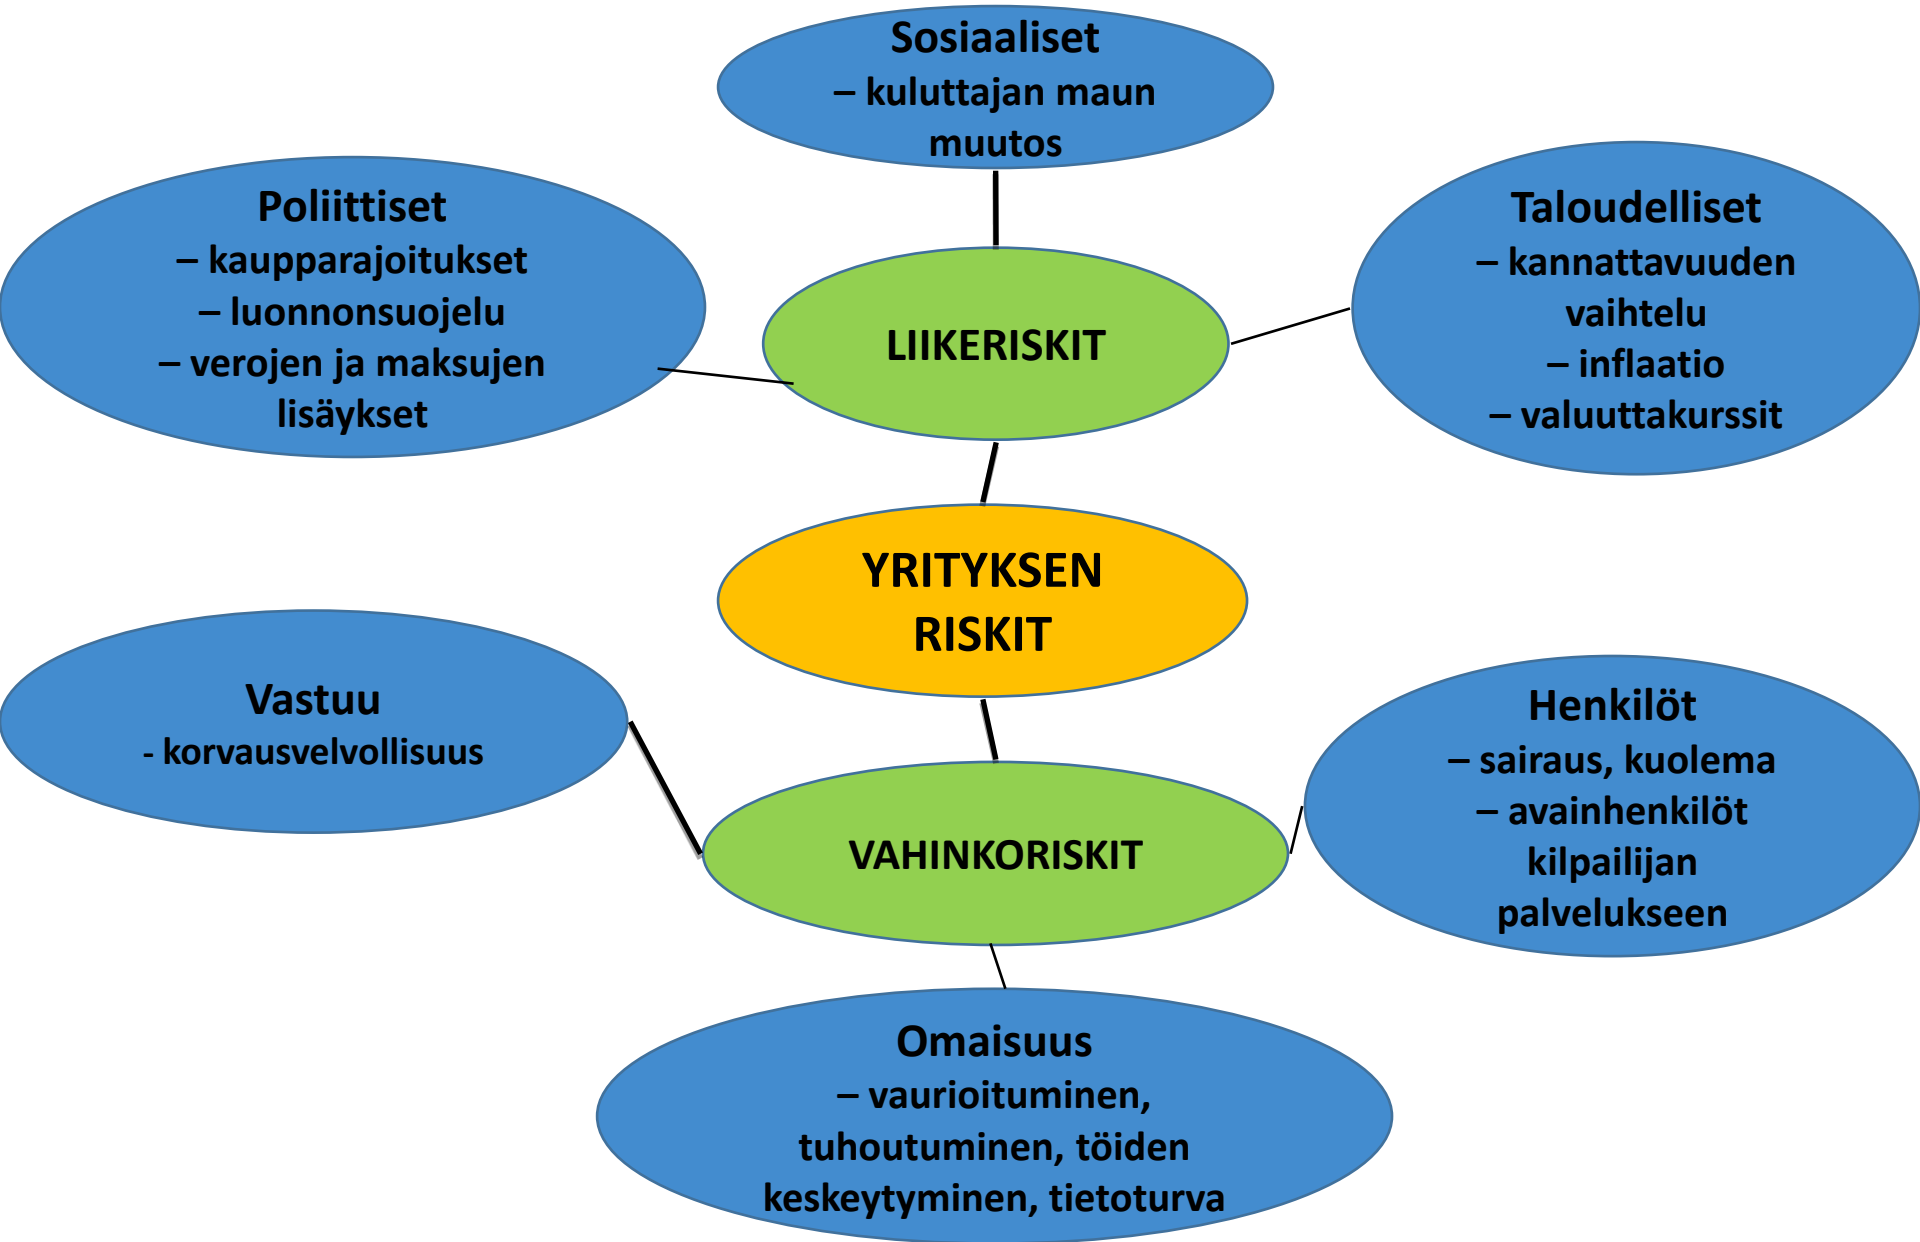 Sosiaaliset
– kuluttajan maun
muutos
Poliittiset
– kaupparajoitukset
– luonnonsuojelu
– verojen ja maksujen
lisäykset
Taloudelliset
– kannattavuuden
vaihtelu
– inflaatio
– valuuttakurssit
LIIKERISKIT
YRITYKSEN
RISKIT
Vastuu
- korvausvelvollisuus
Henkilöt
– sairaus, kuolema
– avainhenkilöt
kilpailijan
palvelukseen
VAHINKORISKIT
Omaisuus
– vaurioituminen,
tuhoutuminen, töiden
keskeytyminen, tietoturva